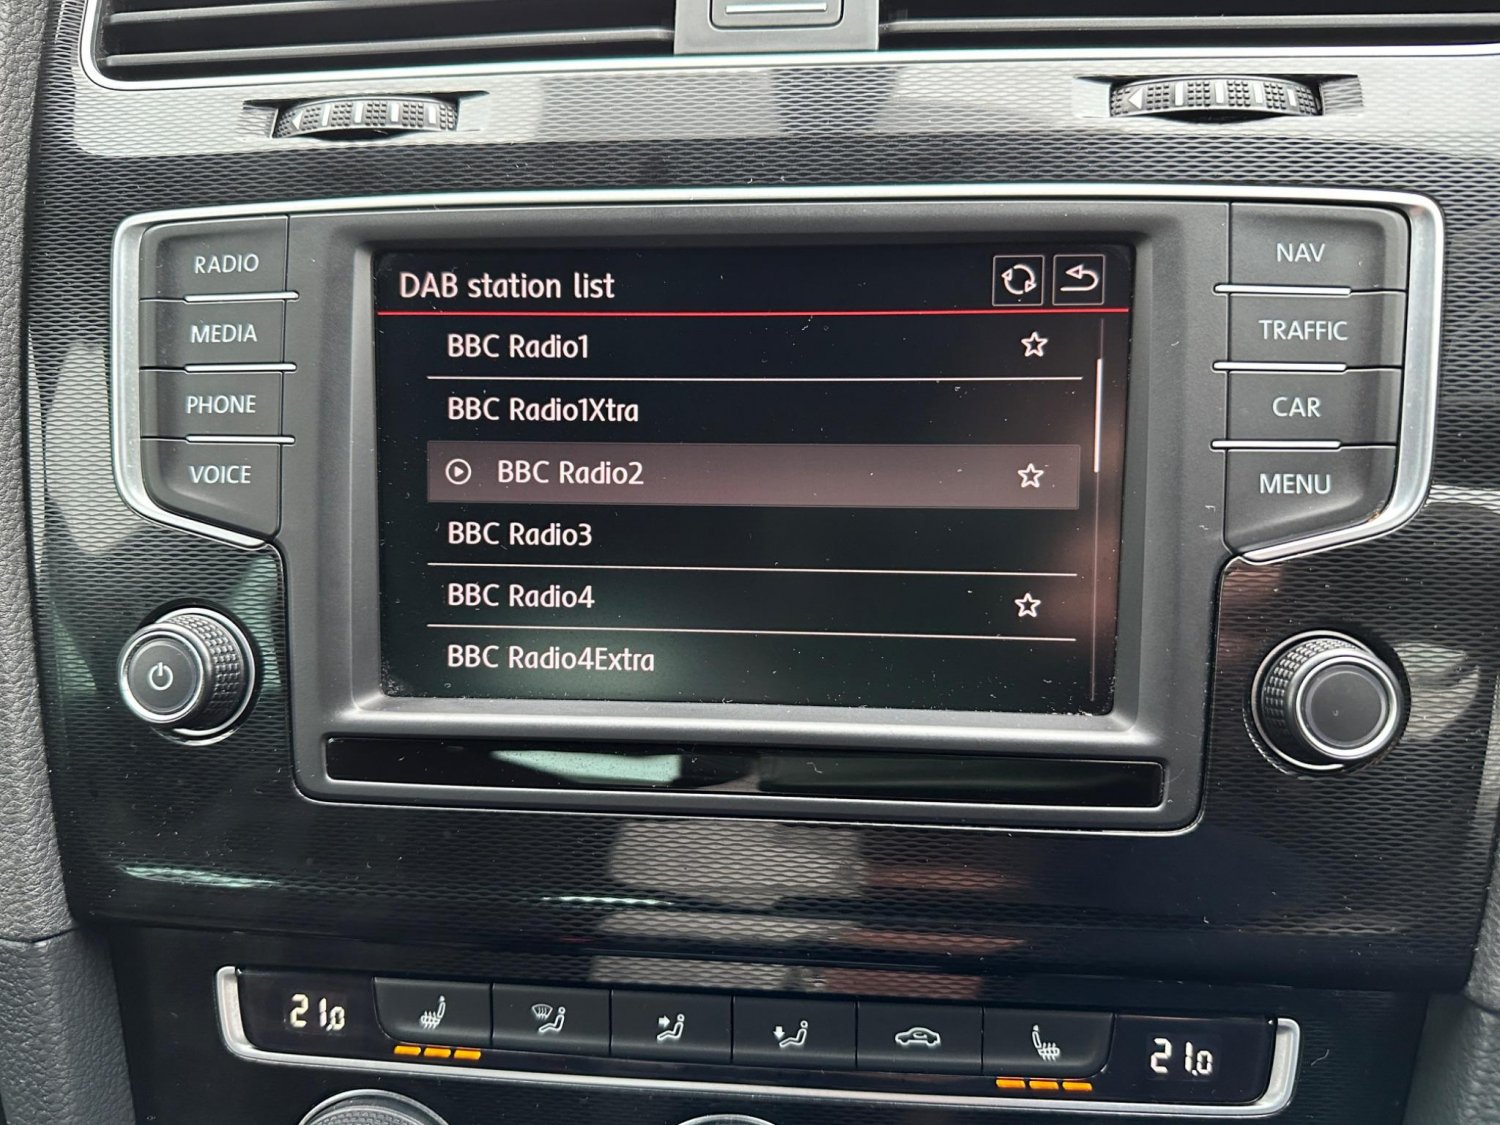 RADIO
MEDIA
PHONE
VOICE
DAB station list
BBC Radio1
BBC Radio1Xtra
BBC Radio2
BBC Radio3
BBC Radio4
BBC Radio4Extra
NAV
TRAFFIC
CAR
MENU
21.0
21.0